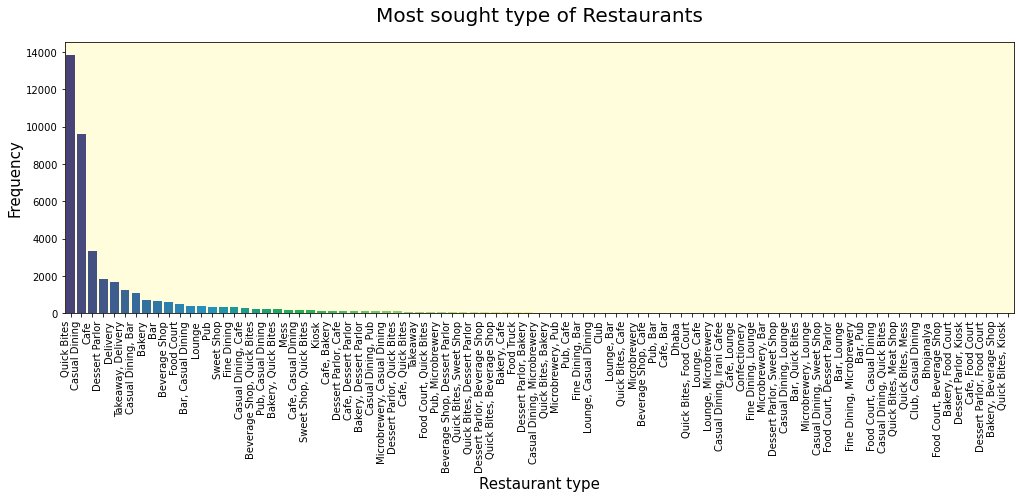 Most sought type of Restaurants
Frequency
14000
12000
10000
8000
6000
4000
2000
0
Quick Bites
Casual Dining
Cafe
Dessert Parlor
Delivery
Takeaway, Delivery
Casual Dining, Bar
Bakery
Bar
Beverage Shop
Food Court
Bar, Casual Dining
Lounge
Pub
Sweet Shop
Fine Dining
Casual Dining, Cafe
Beverage Shop, Quick Bites
Pub, Casual Dining
Bakery, Quick Bites
Mess
Cafe, Casual Dining
Sweet Shop, Quick Bites
Kiosk
Cafe, Bakery
Dessert Parlor, Cafe
Cafe, Dessert Parlor
Bakery, Dessert Parlor
Casual Dining, Pub
Microbrewery, Casual Dining
Dessert Parlor, Quick Bites
Cafe, Quick Bites
Takeaway
Food Court, Quick Bites
Pub, Microbrewery
Beverage Shop, Dessert Parlor
Quick Bites, Sweet Shop
Quick Bites, Dessert Parlor
Dessert Parlor, Beverage Shop
Quick Bites, Beverage Shop
Bakery, Cafe
Food Truck
Dessert Parlor, Bakery
Casual Dining, Microbrewery
Quick Bites, Bakery
Microbrewery, Pub
Pub, Cafe
Fine Dining, Bar
Lounge, Casual Dining
Club
Lounge, Bar
Quick Bites, Cafe
Microbrewery
Beverage Shop, Cafe
Pub, Bar
Cafe, Bar
Dhaba
Quick Bites, Food Court
Lounge, Cafe
Lounge, Microbrewery
Casual Dining, Irani Cafee
Cafe, Lounge
Confectionery
Fine Dining, Lounge
Microbrewery, Bar
Dessert Parlor, Sweet Shop
Casual Dining, Lounge
Bar, Quick Bites
Microbrewery, Lounge
Casual Dining, Sweet Shop
Food Court, Dessert Parlor
Bar, Lounge
Fine Dining, Microbrewery
Bar, Pub
Food Court, Casual Dining
Casual Dining, Quick Bites
Quick Bites, Meat Shop
Quick Bites, Mess
Club, Casual Dining
Bhojanalya
Food Court, Beverage Shop
Bakery, Food Court
Dessert Parlor, Kiosk
Cafe, Food Court
Dessert Parlor, Food Court
Bakery, Beverage Shop
Quick Bites, Kiosk
Restaurant type